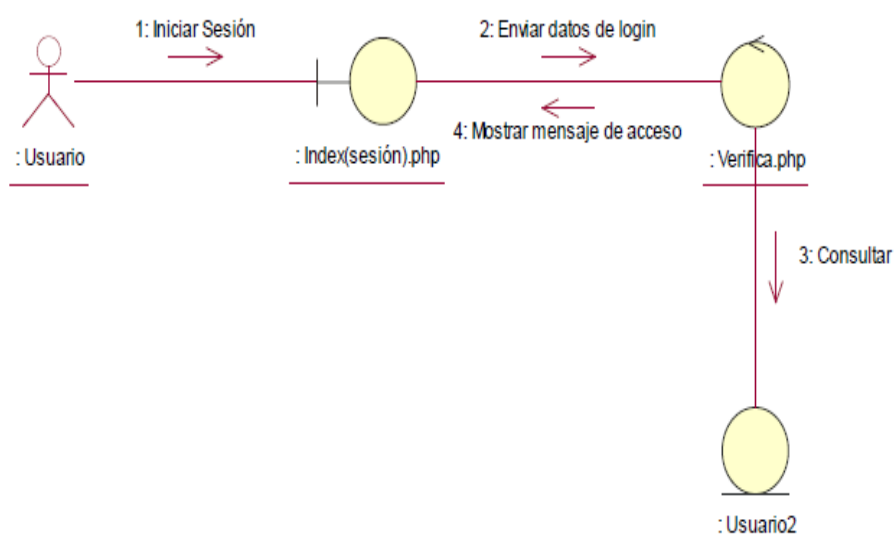 1: Iniciar Sesión
2: Enviar datos de login
4: Mostrar mensaje de acceso
: Usuario
: Index(sesión).php
: Verifica.php
3: Consultar
: Usuario2